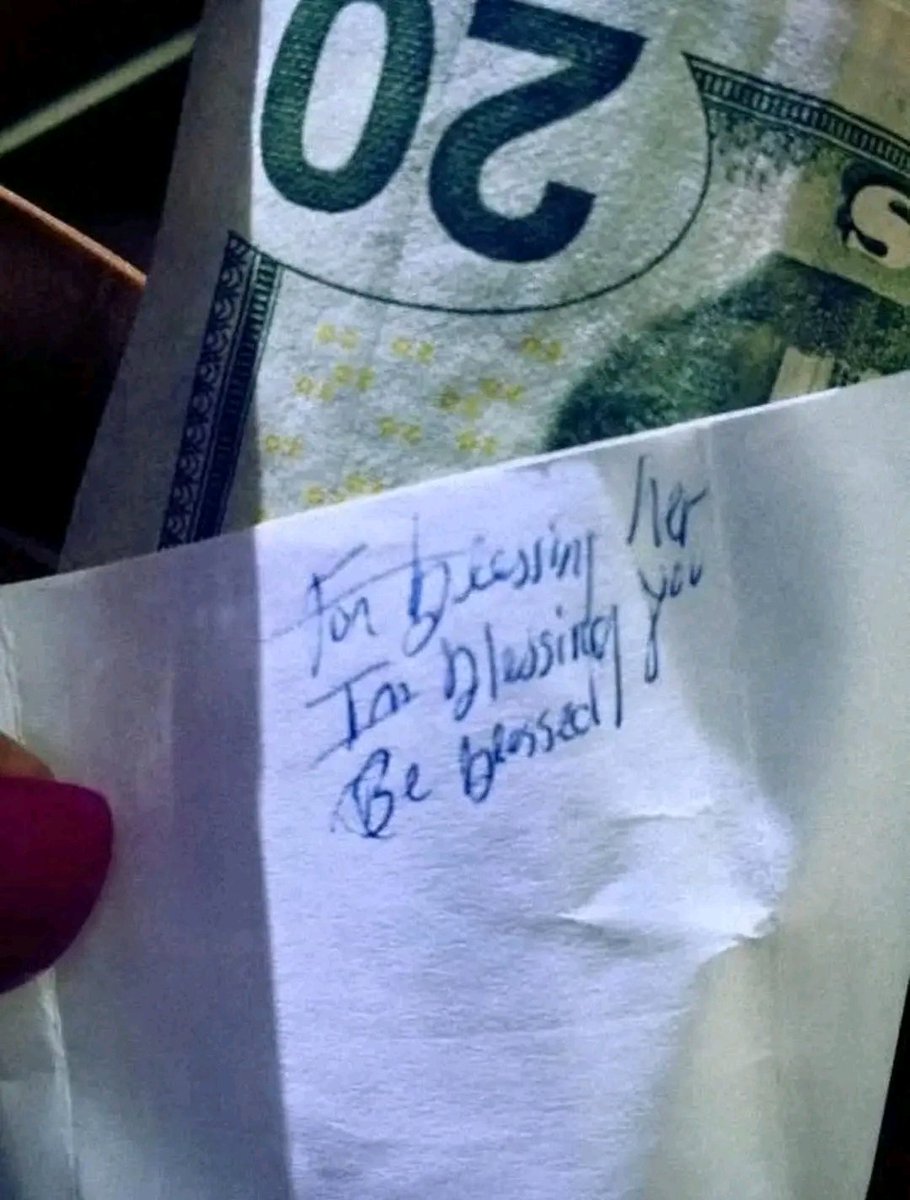 20
For blessing her
Im blessing you
Be blessed